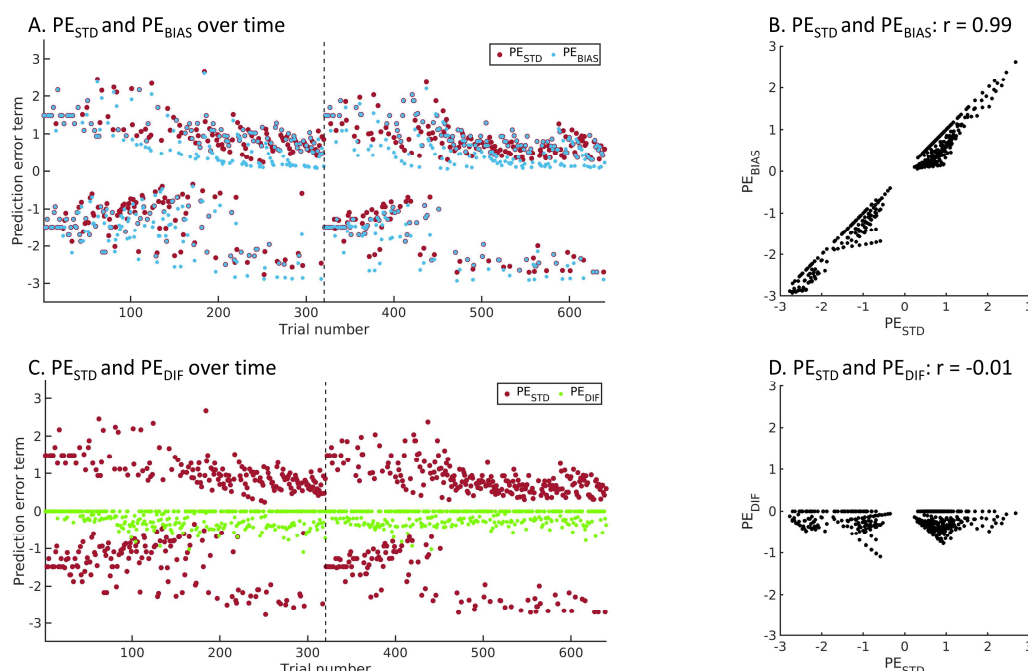 A. PE_STD and PE_BIAS over time
PE_STD PE_BIAS
3
2
1
0
-1
-2
-3
Prediction error term
100 200 300 400 500 600
Trial number
B. PE_STD and PE_BIAS: r = 0.99
3
2
1
0
-1
-2
-3
PE_BIAS
-3 -2 -1 0 1 2 3
PE_STD
C. PE_STD and PE_DIF over time
PE_STD PE_DIF
3
2
1
0
-1
-2
-3
Prediction error term
100 200 300 400 500 600
Trial number
D. PE_STD and PE_DIF: r = -0.01
3
2
1
0
-1
2
-3
PE_DIF
-3 -2 -1 0 1 2 3
PE_STD